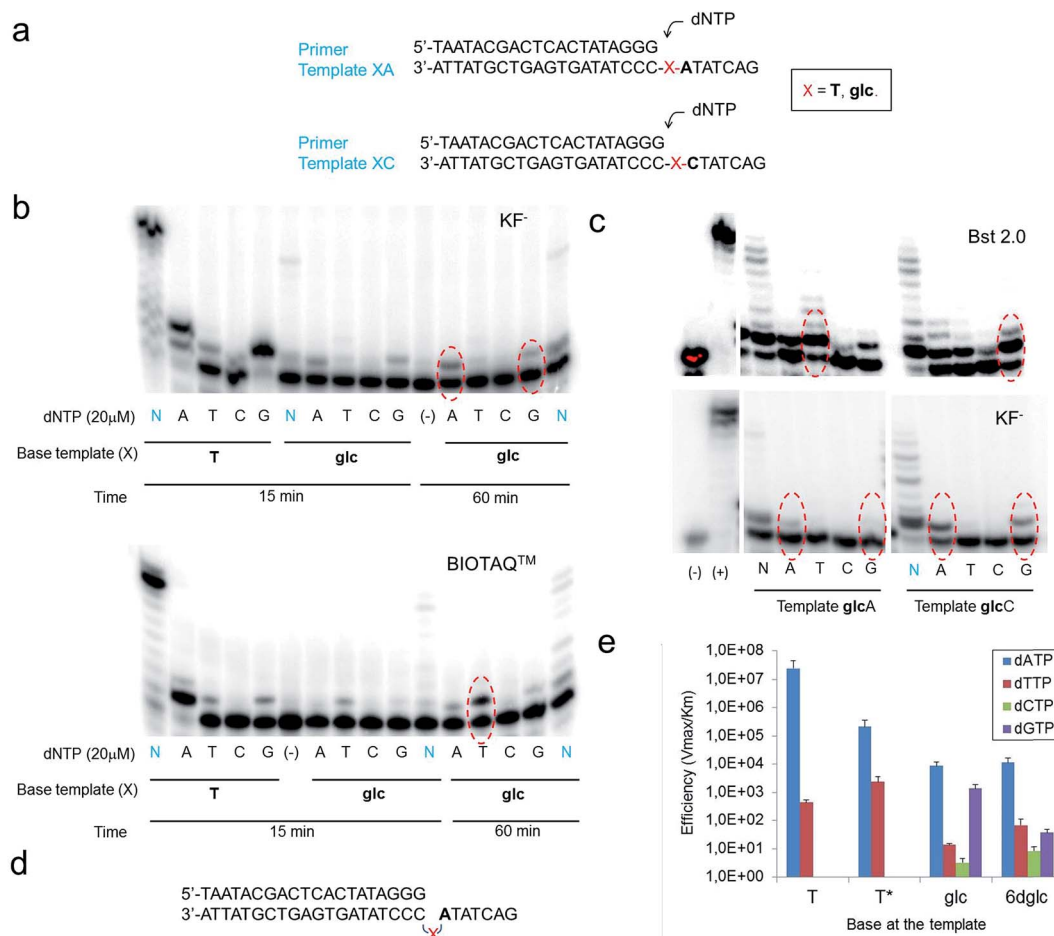 a
dNTP
Primer 5'-TAATACGACTCACTATAGGG
Template XA 3'-ATTATGCTGAGTGATATCCC-X-ATATCAG
X = T, glc.
dNTP
Primer 5'-TAATACGACTCACTATAGGG
Template XC 3'-ATTATGCTGAGTGATATCCC-X-CTATCAG
b
KF-
dNTP (20µM) N A T C G N A T C G (-) A T C G N
Base template (X) T glc glc
Time 15 min 60 min
BIOTAQ™
dNTP (20µM) N A T C G (-) A T C G N A T C G N
Base template (X) T glc glc
Time 15 min 60 min
c
Bst 2.0
KF-
(-) (+) N A T C G N A T C G
Template glcA Template glcC
d
5'-TAATACGACTCACTATAGGG
3'-ATTATGCTGAGTGATATCCC ATATCAG
X
e
1,0E+08
1,0E+07
1,0E+06
1,0E+05
1,0E+04
1,0E+03
1,0E+02
1,0E+01
1,0E+00
Efficiency (Vmax/km)
dATP
dTTP
dCTP
dGTP
T T* glc 6dglc
Base at the template